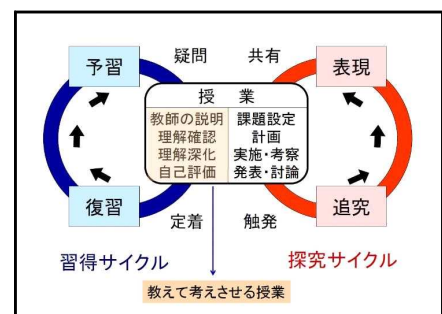 予習
疑問
共有
表現
授 業
教師の説明
理解確認
理解深化
自己評価
課題設定
計画
実施・考察
発表・討論
復習
定着
触発
追究
習得サイクル
探究サイクル
教えて考えさせる授業